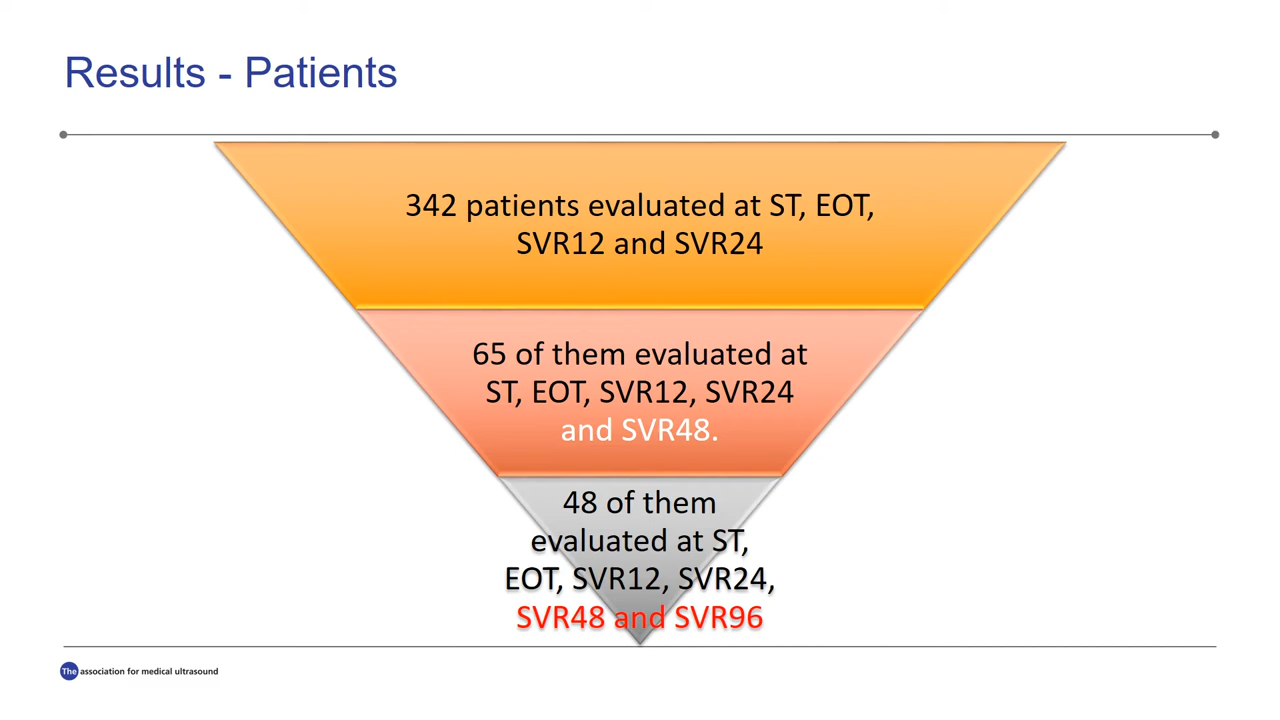 Results - Patients
342 patients evaluated at ST, EOT,
SVR12 and SVR24
65 of them evaluated at
ST, EOT, SVR12, SVR24
and SVR48.
48 of them
evaluated at ST,
EOT, SVR12, SVR24,
SVR48 and SVR96
The association for medical ultrasound